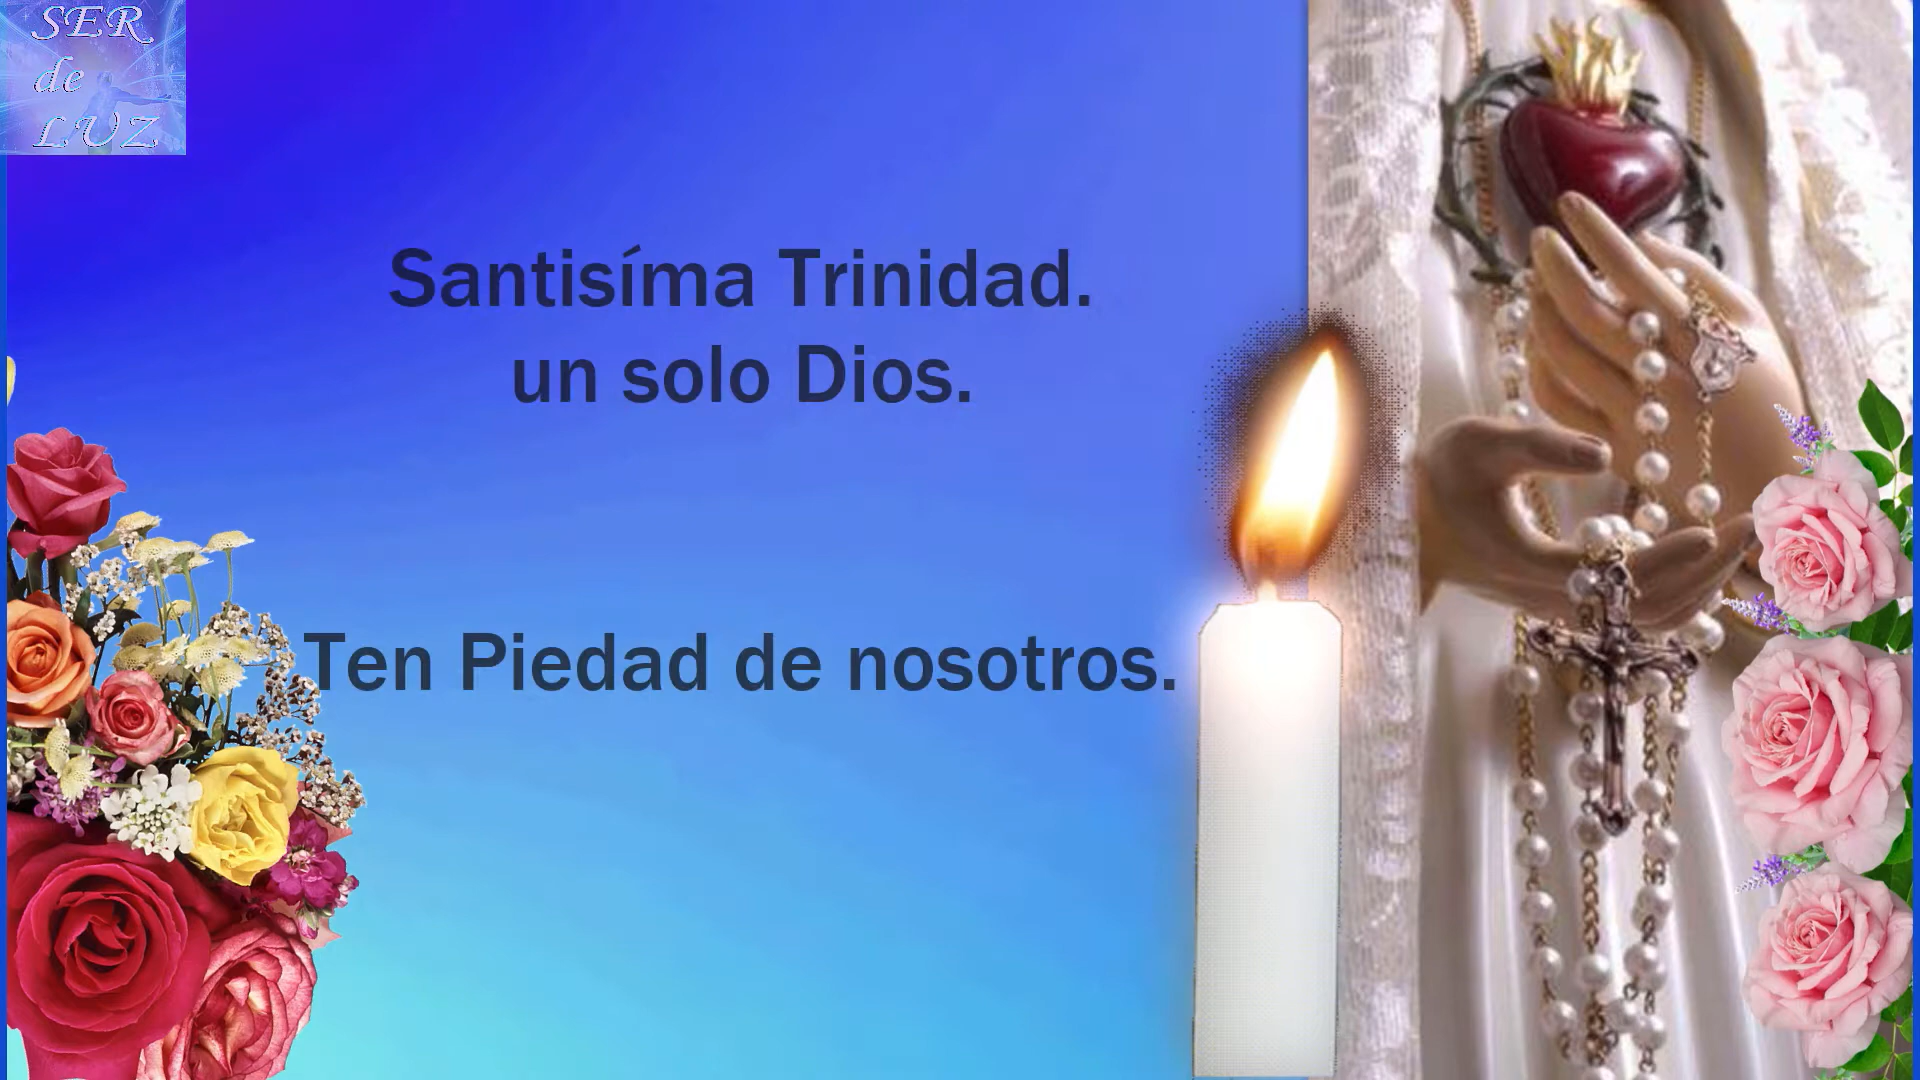 SER
de
LUZ
Santisíma Trinidad.
un solo Dios.
Ten Piedad de nosotros.